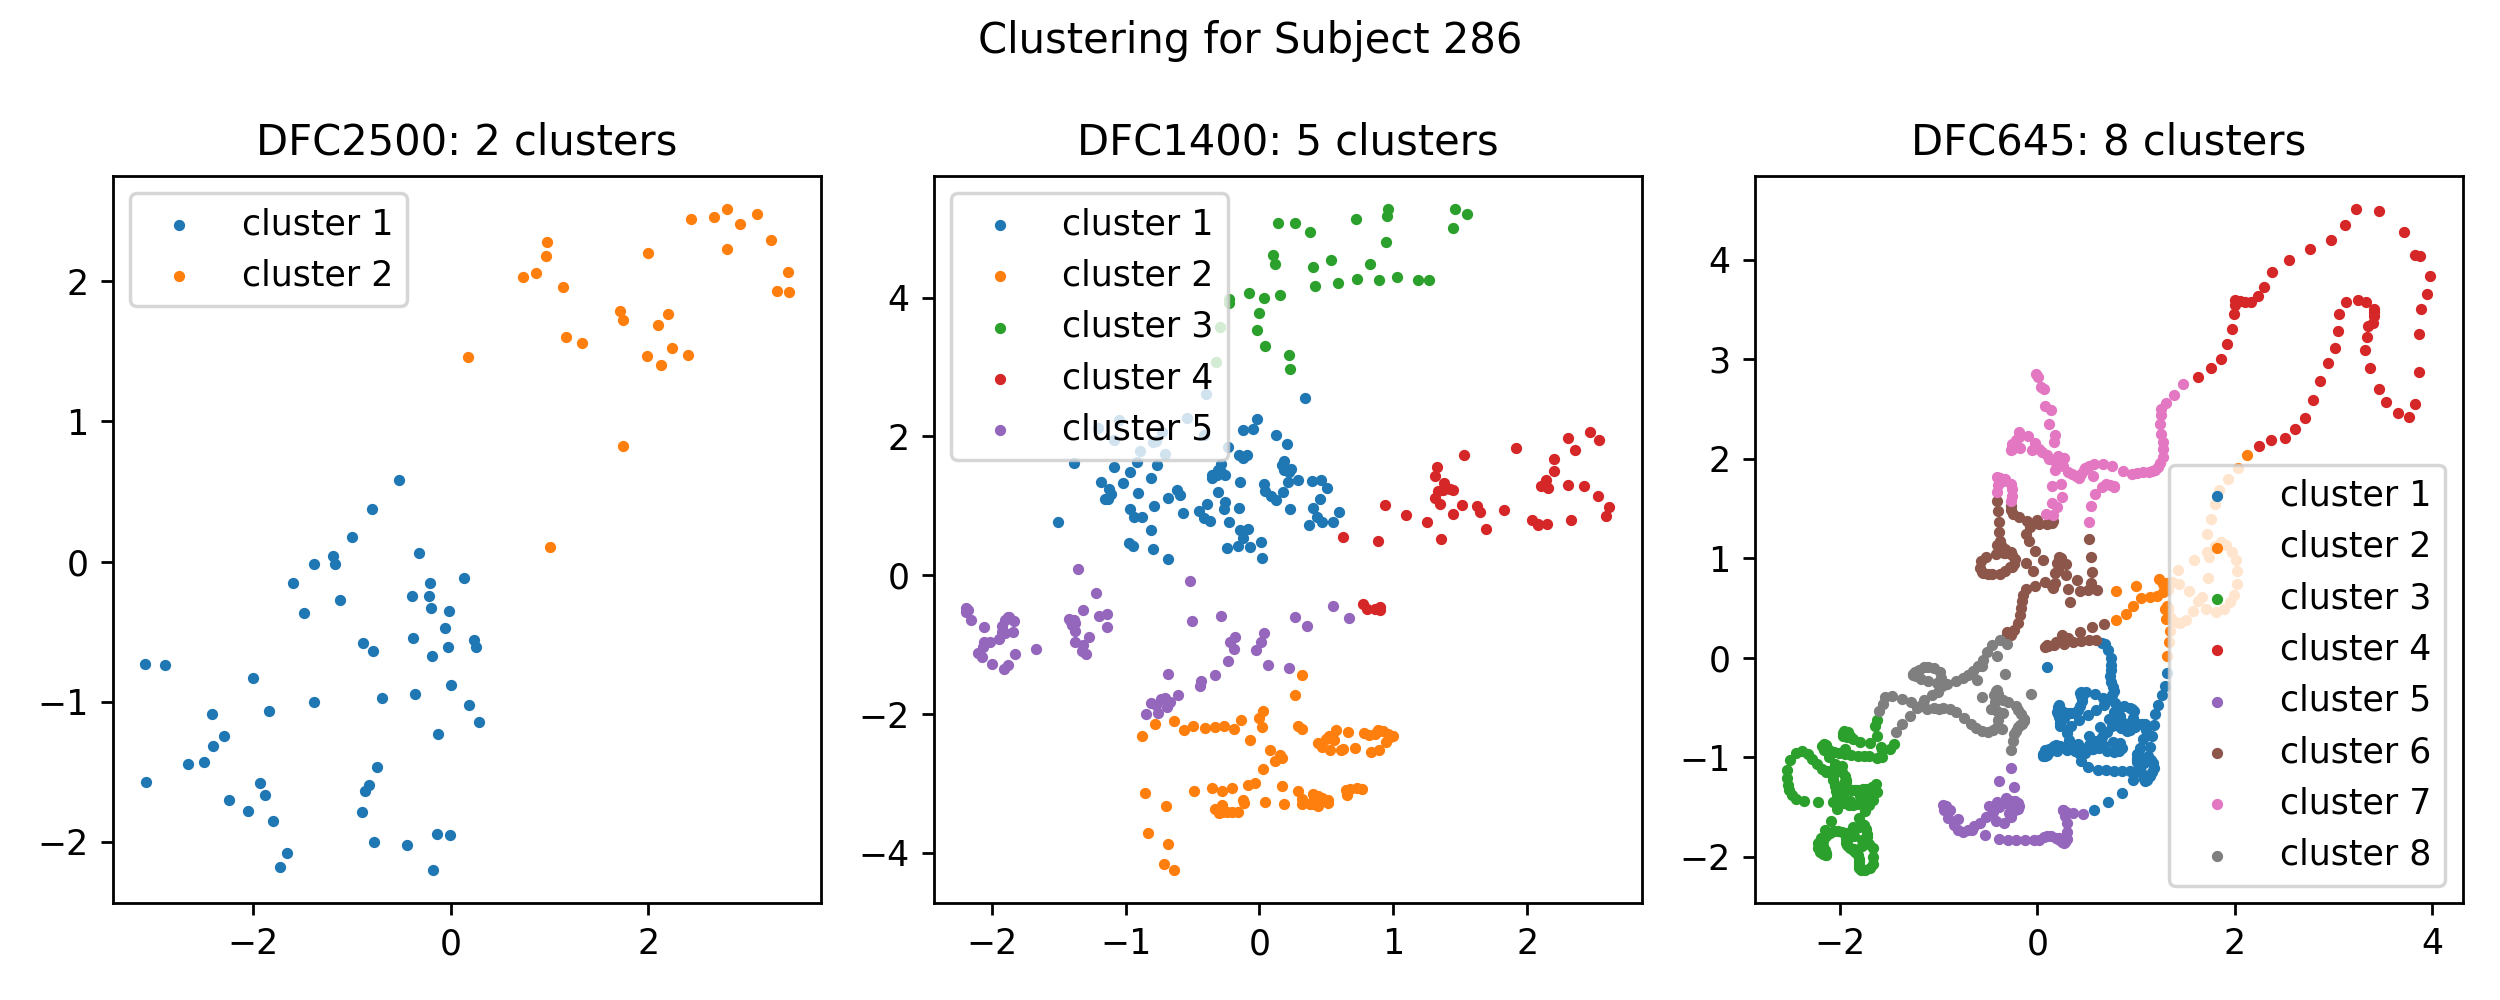 Clustering for Subject 286
DFC2500: 2 clusters
cluster 1
cluster 2
2
1
0
−1
−2
−2
0
2
DFC1400: 5 clusters
cluster 1
cluster 2
cluster 3
cluster 4
cluster 5
4
2
0
−2
−4
−2
−1
0
1
2
DFC645: 8 clusters
4
3
2
1
0
−1
−2
cluster 1
cluster 2
cluster 3
cluster 4
cluster 5
cluster 6
cluster 7
cluster 8
−2
0
2
4